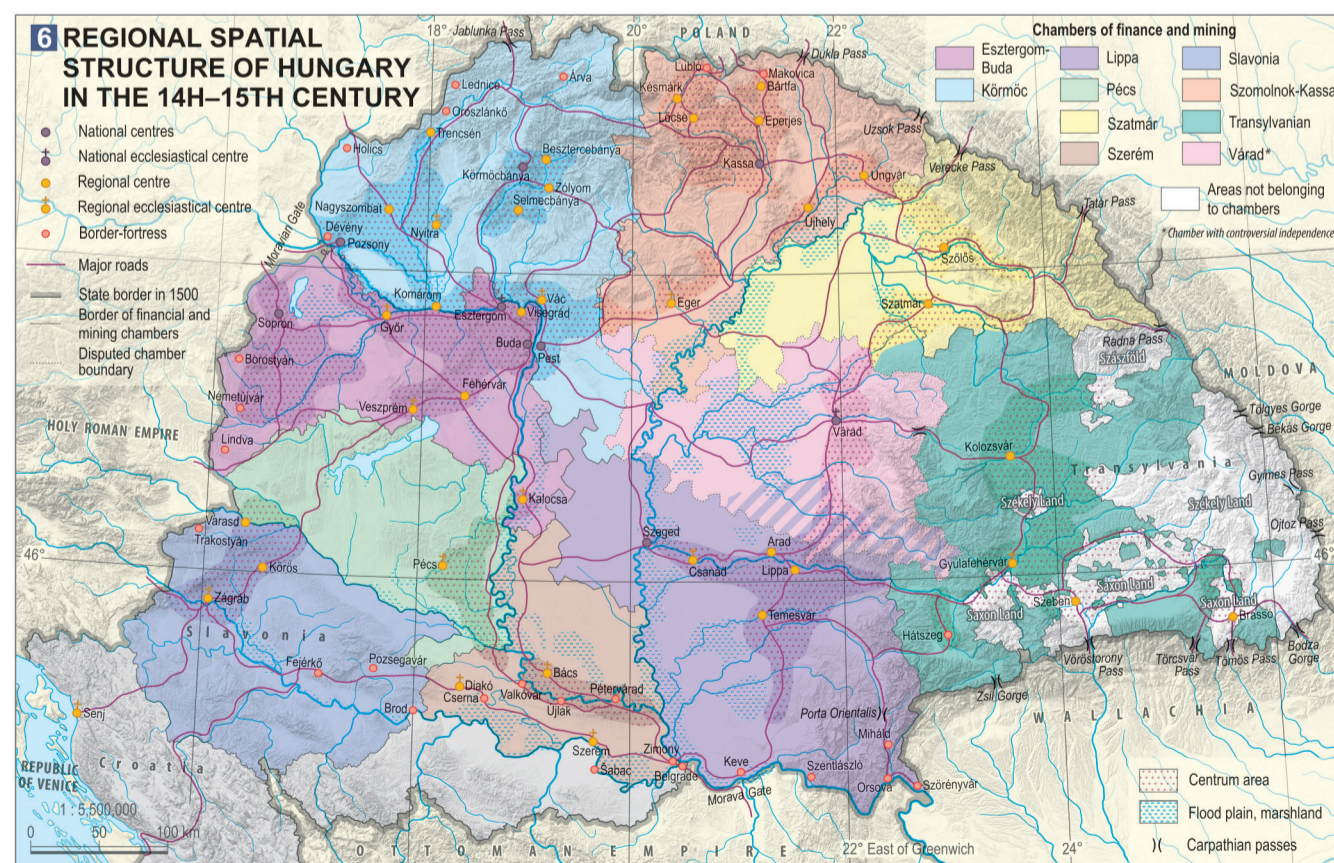 6 REGIONAL SPATIAL
STRUCTURE OF HUNGARY
IN THE 14H–15TH CENTURY
National centres
National ecclesiastical centre
Regional centre
Regional ecclesiastical centre
Border-fortress
Major roads
State border in 1500
Border of financial and
mining chambers
Disputed chamber
boundary
Chambers of finance and mining
Esztergom-
Buda
Körmöc
Lippa
Pécs
Szatmár
Szerém
Slavonia
Szomolnok-Kassa
Transylvanian
Várad*
Areas not belonging
to chambers
* Chamber with controversial independence
18°
20°
22°
POLAND
Jablunka Pass
Dukla Pass
Lubló
Makovica
Késmárk
Bártfa
Lőcse
Eperjes
Uzsok Pass
Árva
Lednice
Oroszlánkő
Trencsén
Holics
Besztercebánya
Körmöcbánya
Zólyom
Selmecbánya
Kassa
Ungvár
Verecke Pass
Tatár Pass
Újhely
Nagyszombat
Nyitra
Dévény
Pozsony
Moravian Gate
Szőlős
Szatmár
Komárom
Vác
Esztergom
Visegrád
Eger
Sopron
Győr
Buda
Pest
Radna Pass
Szászföld
Borostyán
MOLDOVA
Németújvár
Veszprém
Fehérvár
Várad
Tölgyes Gorge
Békás Gorge
HOLY ROMAN EMPIRE
Lindva
Kolozsvár
Transylvania
Gyimes Pass
Kalocsa
Székely Land
Székely Land
Ojtoz Pass
Varasd
Trakostyán
Szeged
46°
46°
Körös
Pécs
Csanád
Arad
Lippa
Gyulafehérvár
Zágráb
Temesvár
Szeben
Saxon Land
Saxon Land
Saxon Land
Brassó
Slavonia
Hátszeg
Fejérkő
Pozsegavár
Bács
Vöröstorony
Pass
Törcsvár
Pass
Tömös Pass
Bodza
Gorge
Diakó
Cserna
Valkóvár
Pétervárad
Újlak
Zsil Gorge
Senj
Brod
Porta Orientalis
WALLACHIA
Miháld
Szerém
Zimony
Šabac
Belgrade
Keve
Szentlászló
Orsova
Szörényvár
REPUBLIC
OF VENICE
Croatia
Morava Gate
1 : 5,500,000
0 50 100 km
OTTOMAN EMPIRE
22° East of Greenwich
24°
Centrum area
Flood plain, marshland
Carpathian passes